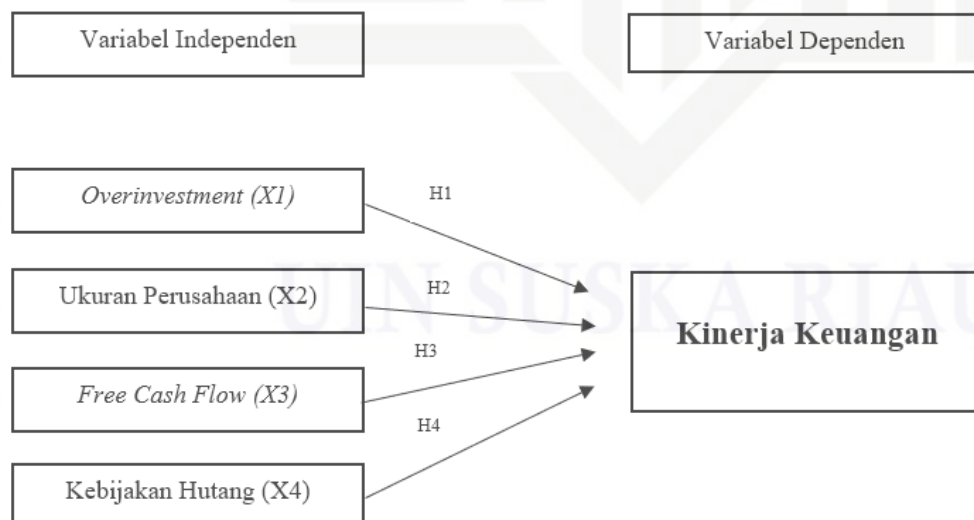 Variabel Independen
Variabel Dependen
Overinvestment (X1)
H1
Ukuran Perusahaan (X2)
H2
Kinerja Keuangan
H3
Free Cash Flow (X3)
H4
Kebijakan Hutang (X4)
UIN SUSKA RIAU